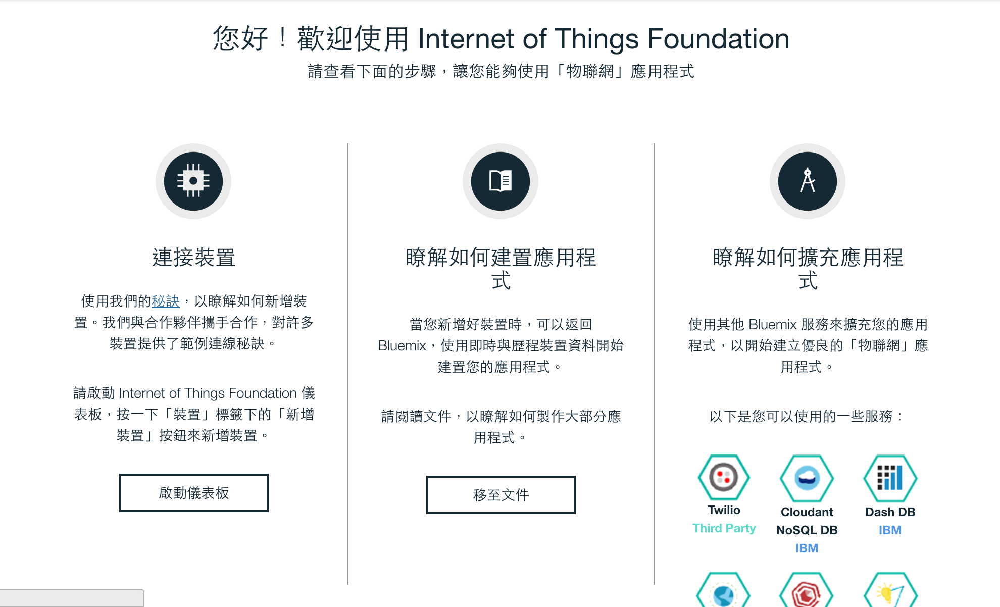 您好！歡迎使用 Internet of Things Foundation
請查看下面的步驟，讓您能夠使用「物聯網」應用程式
連接裝置
使用我們的秘訣，以瞭解如何新增裝
置。我們與合作夥伴攜手合作，對許多
裝置提供了範例連線秘訣。
請啟動 Internet of Things Foundation 儀
表板，按一下「裝置」標籤下的「新增
裝置」按鈕來新增裝置。
啟動儀表板
瞭解如何建置應用程
式
當您新增好裝置時，可以返回
Bluemix，使用即時與歷程裝置資料開始
建置您的應用程式。
請閱讀文件，以瞭解如何製作大部分應
用程式。
移至文件
瞭解如何擴充應用程
式
使用其他 Bluemix 服務來擴充您的應用
程式，以開始建立優良的「物聯網」應
用程式。
以下是您可以使用的一些服務：
Twilio
Third Party
Cloudant
NoSQL DB
IBM
Dash DB
IBM